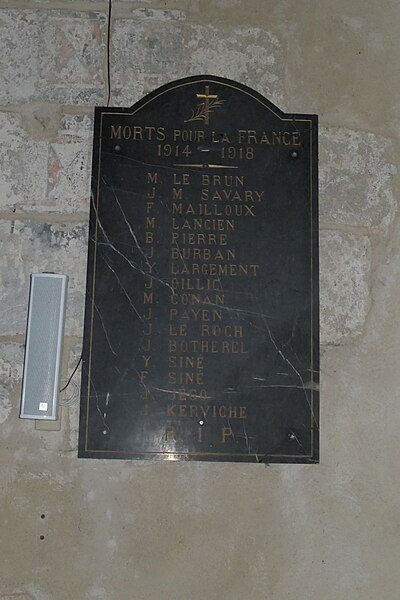 MORTS POUR LA FRANCE
1914 - 1918
M. LE BRUN
J. M. SAVARY
F. MAILLOUX
M. LANCIEN
B. PIERRE
J. BURBAN
Y. LARGEMENT
J. OILLIC
M. CONAN
J. PAYEN
J. LE ROCH
J. BOTHEREL
Y. SINÉ
F. SINÉ
J. JÉGO
J. KERVICHE
R I P